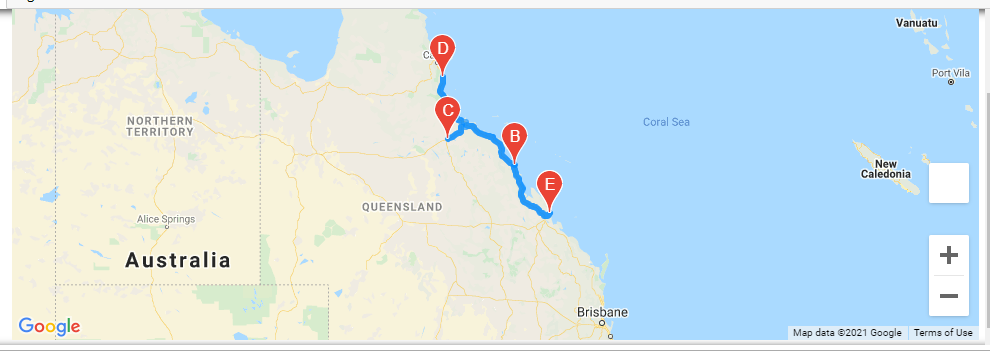 Vanuatu
D
Port Vila
C
NORTHERN
TERRITORY
Coral Sea
B
New
Caledonia
E
QUEENSLAND
Alice Springs
Australia
+
−
Brisbane
Google
Map data ©2021 Google
Terms of Use